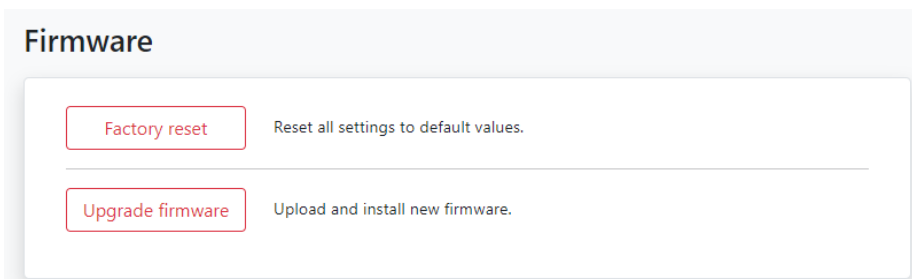 Firmware
Factory reset Reset all settings to default values.
Upgrade firmware Upload and install new firmware.